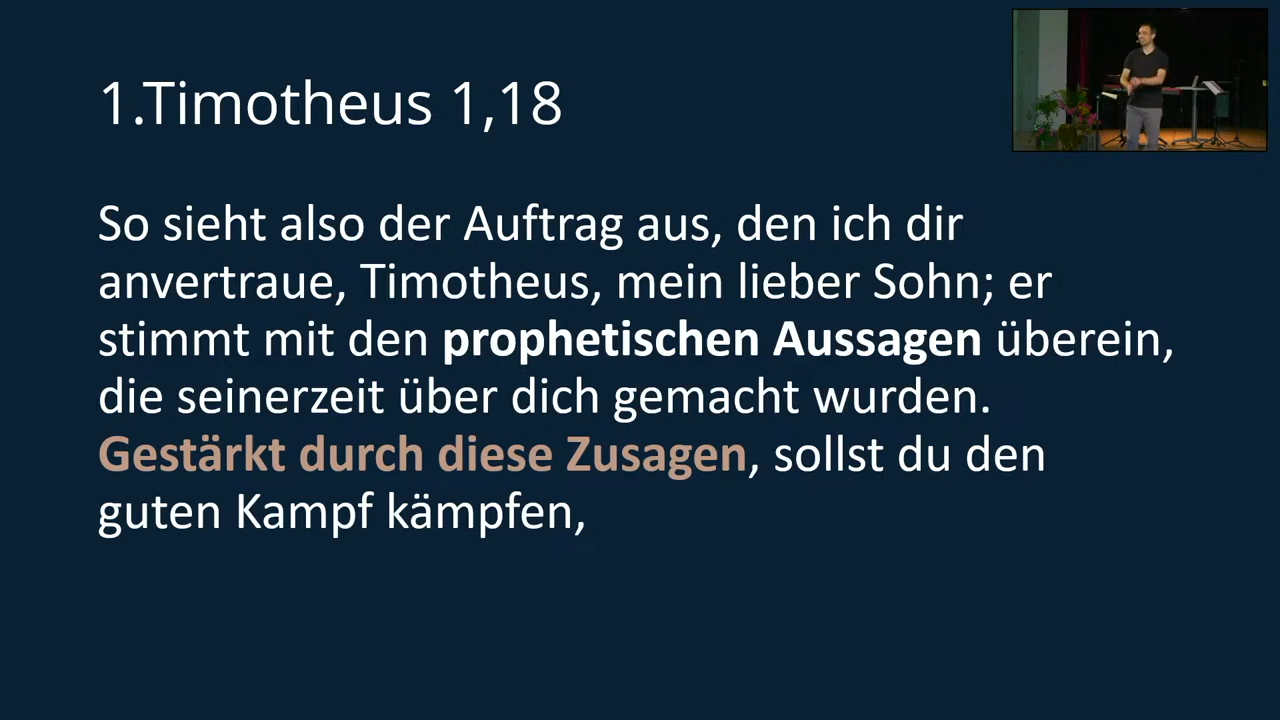 1.Timotheus 1,18
So sieht also der Auftrag aus, den ich dir
anvertraue, Timotheus, mein lieber Sohn; er
stimmt mit den prophetischen Aussagen überein,
die seinerzeit über dich gemacht wurden.
Gestärkt durch diese Zusagen, sollst du den
guten Kampf kämpfen,